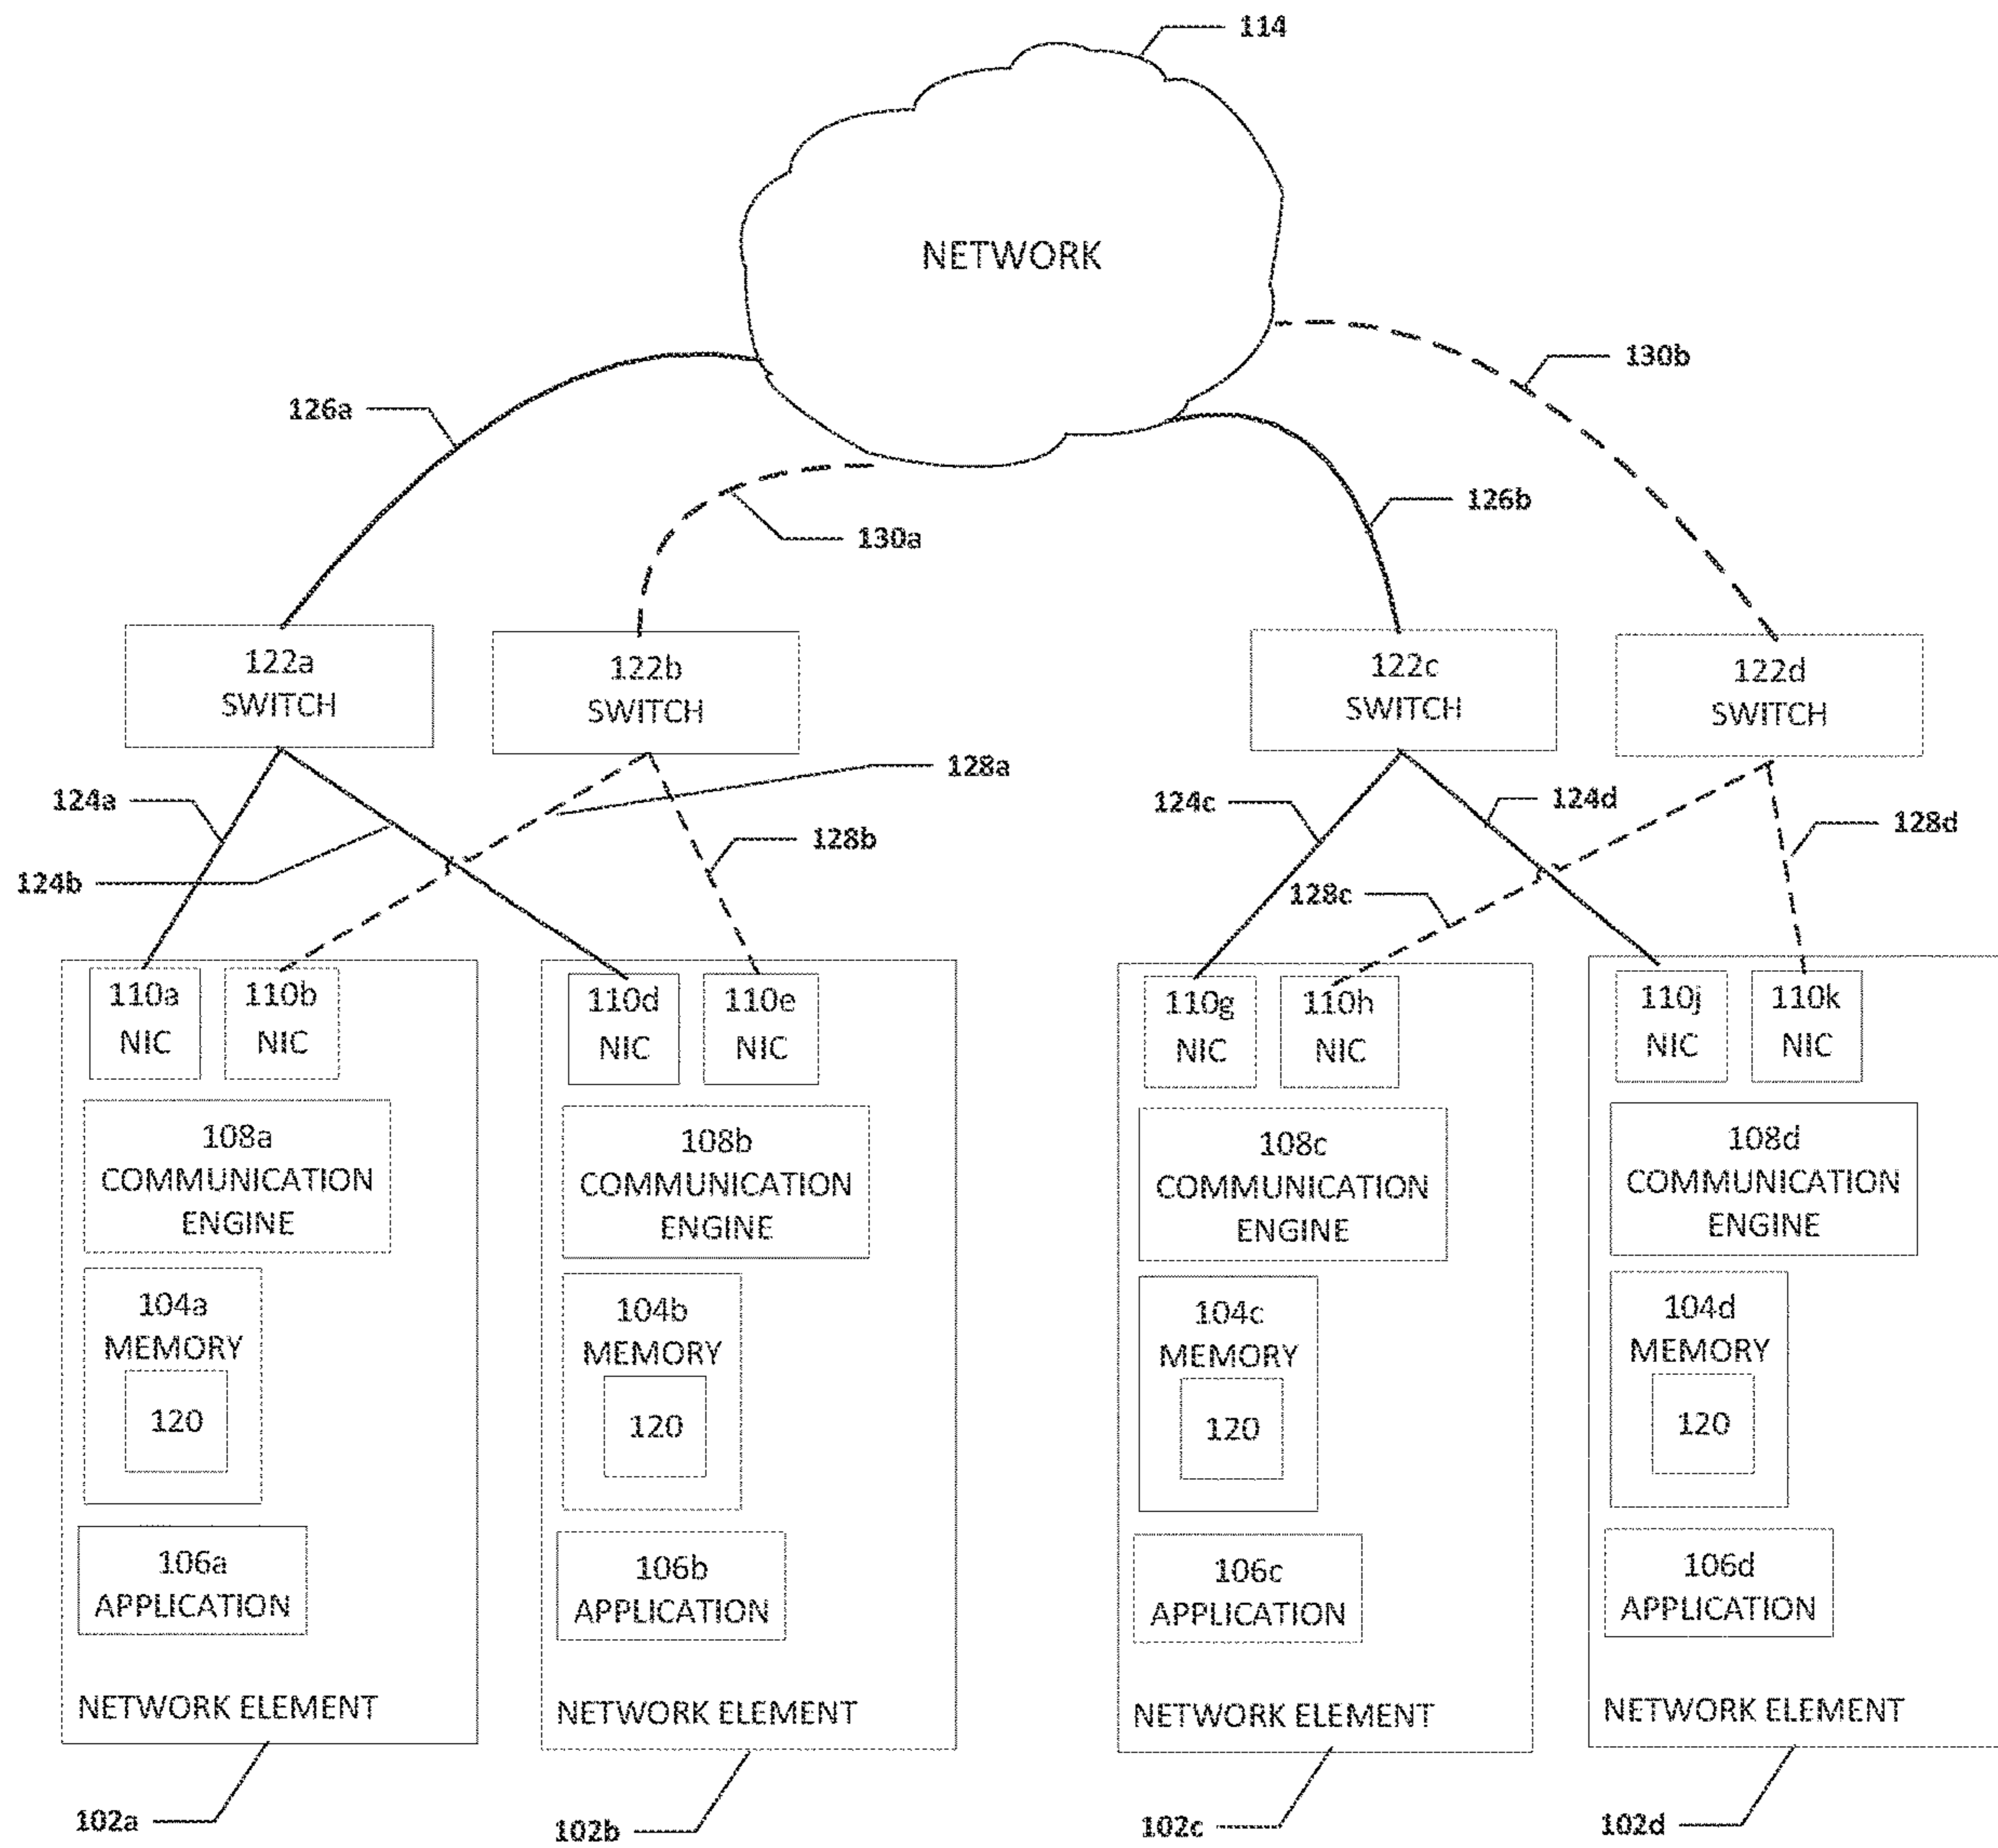 114
NETWORK
130b
126a
126b
130a
122a
SWITCH
122b
SWITCH
122c
SWITCH
122d
SWITCH
128a
124a
124c
124d
128b
128d
124b
128c
110a
NIC
110b
NIC
110d
NIC
110e
NIC
110g
NIC
110h
NIC
110j
NIC
110k
NIC
108a
COMMUNICATION
ENGINE
108b
COMMUNICATION
ENGINE
108c
COMMUNICATION
ENGINE
108d
COMMUNICATION
ENGINE
104a
MEMORY
120
104b
MEMORY
120
104c
MEMORY
120
104d
MEMORY
120
106a
APPLICATION
106b
APPLICATION
106c
APPLICATION
106d
APPLICATION
NETWORK ELEMENT
NETWORK ELEMENT
NETWORK ELEMENT
NETWORK ELEMENT
102a
102b
102c
102d